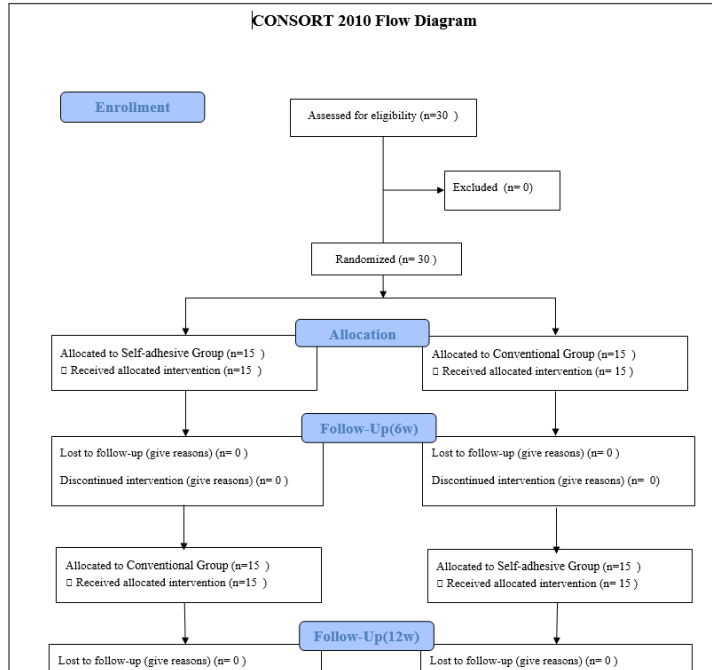 CONSORT 2010 Flow Diagram
Enrollment
Assessed for eligibility (n=30 )
Excluded (n= 0)
Randomized (n= 30 )
Allocation
Allocated to Self-adhesive Group (n=15 )
Received allocated intervention (n=15 )
Allocated to Conventional Group (n=15 )
Received allocated intervention (n= 15 )
Follow-Up(6w)
Lost to follow-up (give reasons) (n= 0 )
Discontinued intervention (give reasons) (n= 0 )
Lost to follow-up (give reasons) (n= 0 )
Discontinued intervention (give reasons) (n= 0)
Allocated to Conventional Group (n=15 )
Received allocated intervention (n=15 )
Allocated to Self-adhesive Group (n=15 )
Received allocated intervention (n= 15 )
Follow-Up(12w)
Lost to follow-up (give reasons) (n= 0 )
Lost to follow-up (give reasons) (n= 0 )